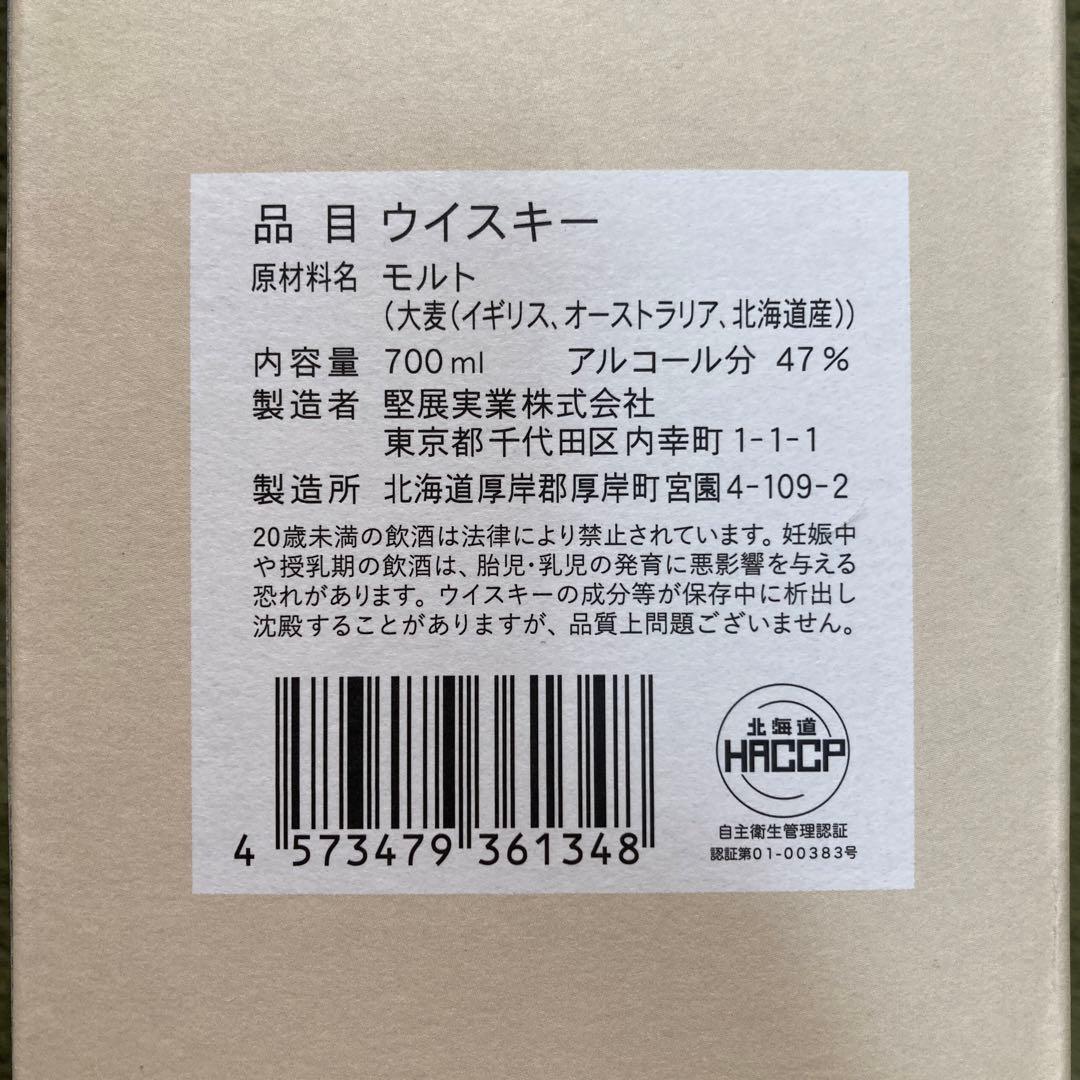 品目 ウイスキー
原材料名 モルト
(大麦(イギリス、オーストラリア、北海道産))
内容量 700ml アルコール分 47%
製造者 堅展実業株式会社
東京都千代田区内幸町1-1-1
製造所 北海道厚岸郡厚岸町宮園4-109-2
20歳未満の飲酒は法律により禁止されています。妊娠中
や授乳期の飲酒は、胎児・乳児の発育に悪影響を与える
恐れがあります。ウイスキーの成分等が保存中に析出し
沈殿することがありますが、品質上問題ございません。
4 573479 361348
北海道
HACCP
自主衛生管理認証
認証第01-00383号